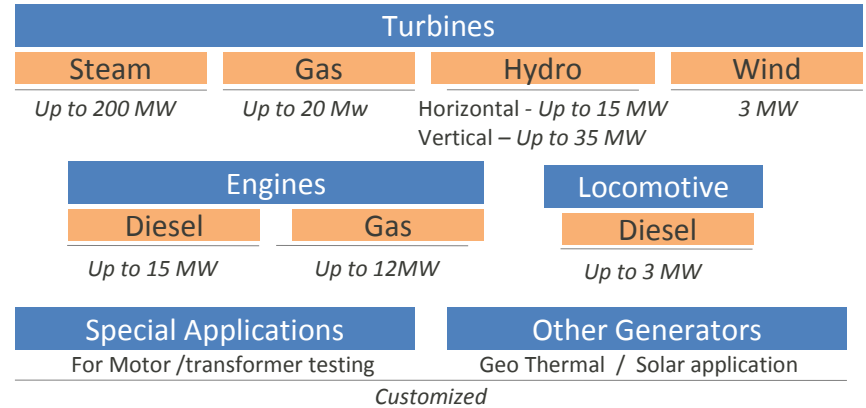 Turbines
Steam Gas Hydro Wind
Up to 200 MW Up to 20 Mw Horizontal - Up to 15 MW 3 MW
Vertical – Up to 35 MW
Engines Locomotive
Diesel Gas Diesel
Up to 15 MW Up to 12MW Up to 3 MW
Special Applications Other Generators
For Motor /transformer testing Geo Thermal / Solar application
Customized